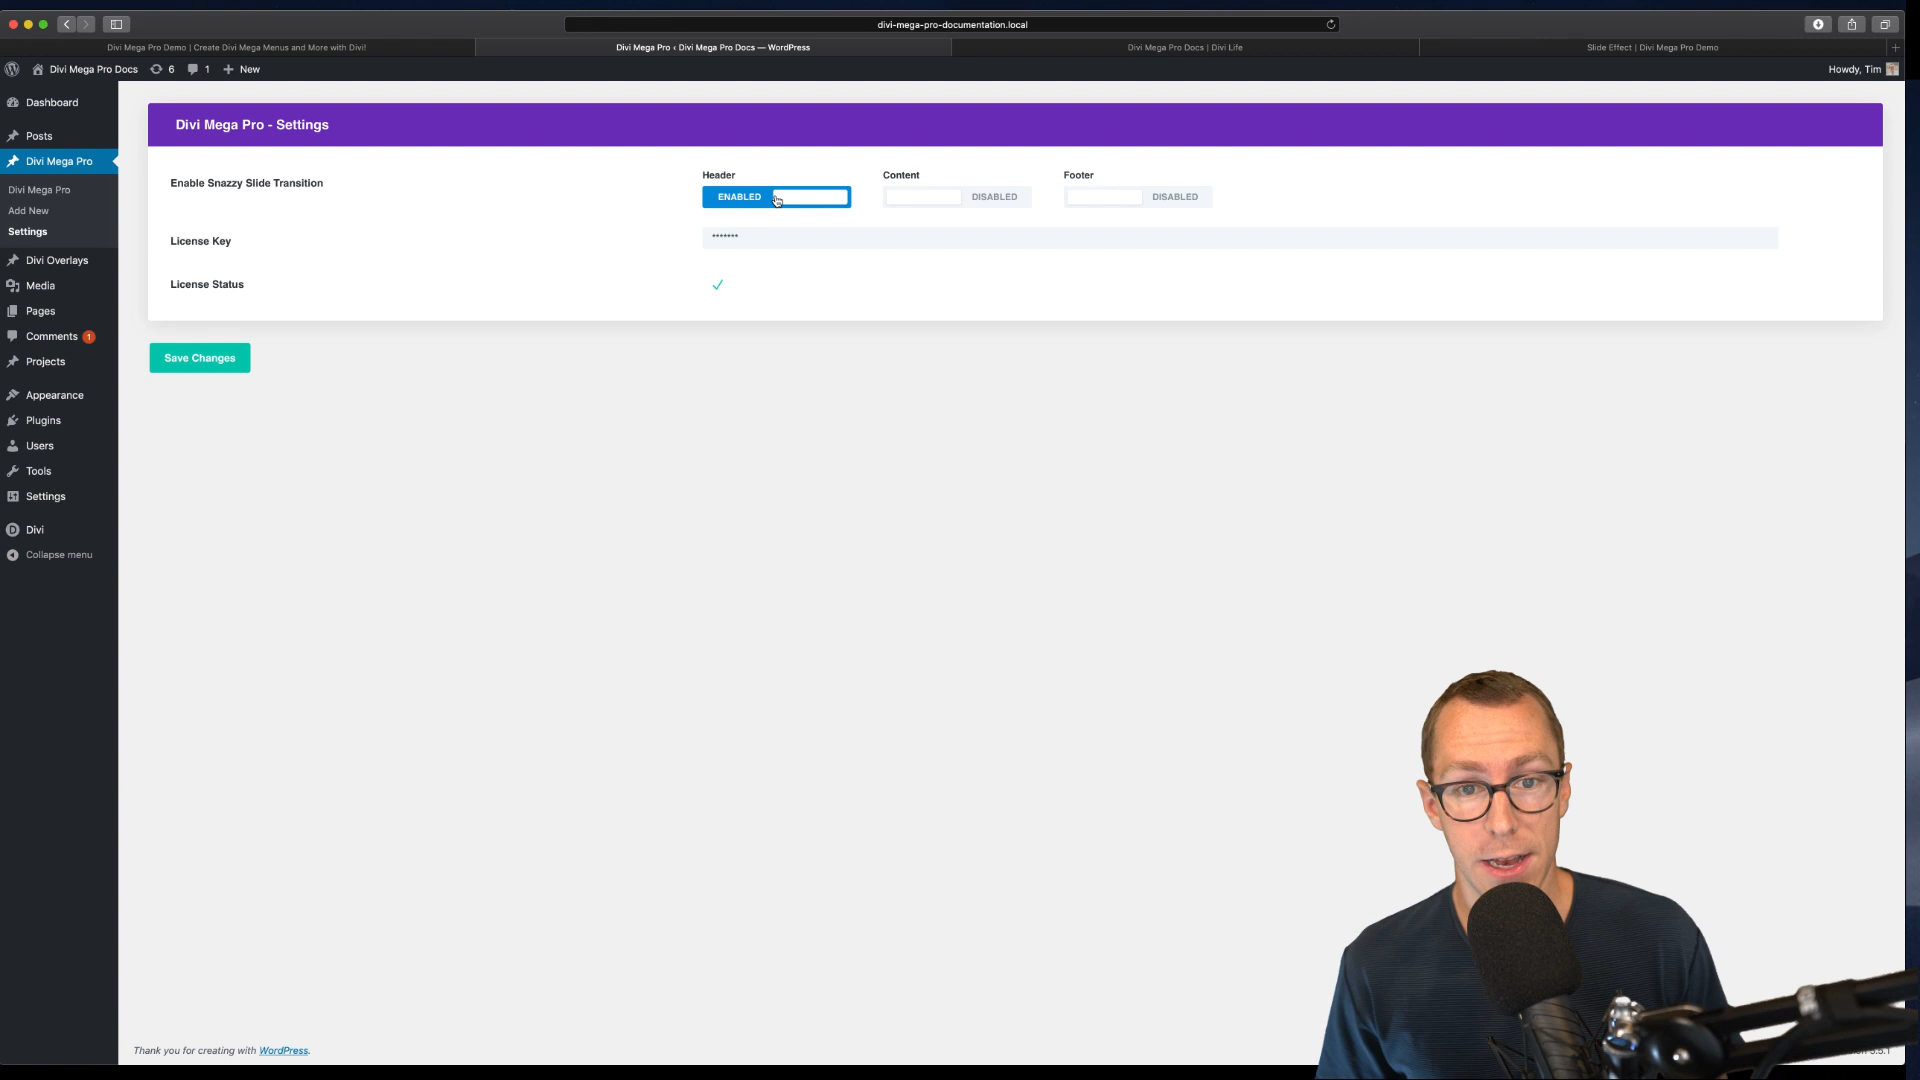 divi-mega-pro-documentation.local
Divi Mega Pro Demo | Create Divi Mega Menus and More with Divi!
Divi Mega Pro ‹ Divi Mega Pro Docs — WordPress
Divi Mega Pro Docs | Divi Life
Slide Effect | Divi Mega Pro Demo
Divi Mega Pro Docs
6
1
New
Howdy, Tim
Dashboard
Posts
Divi Mega Pro
Divi Mega Pro
Add New
Settings
Divi Overlays
Media
Pages
Comments 1
Projects
Appearance
Plugins
Users
Tools
Settings
Divi
Collapse menu
Divi Mega Pro - Settings
Enable Snazzy Slide Transition
Header
ENABLED
Content
DISABLED
Footer
DISABLED
License Key
*******
License Status
Save Changes
Thank you for creating with WordPress.